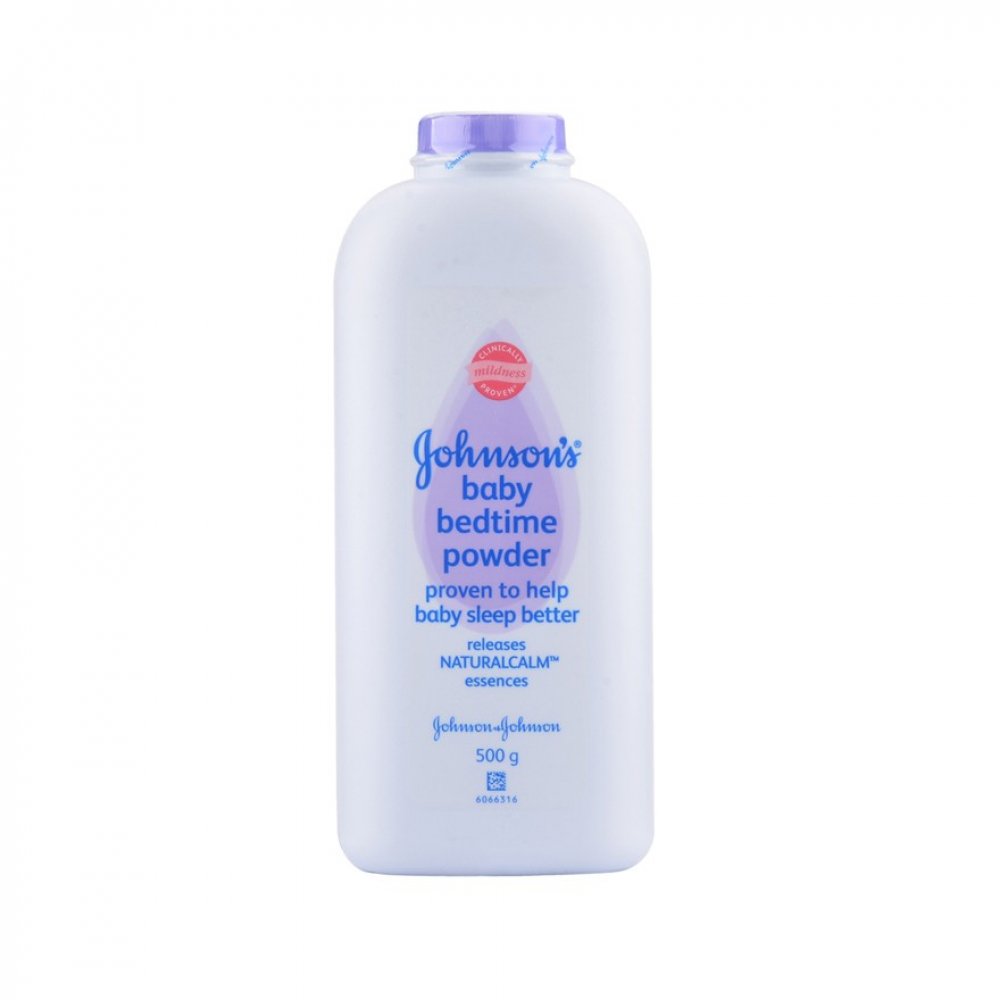 Johnson's
CLINICALLY
mildness
PROVEN®
Johnson's®
baby
bedtime
powder
proven to help
baby sleep better
releases
NATURALCALM™
essences
Johnson & Johnson
500 g
6066316